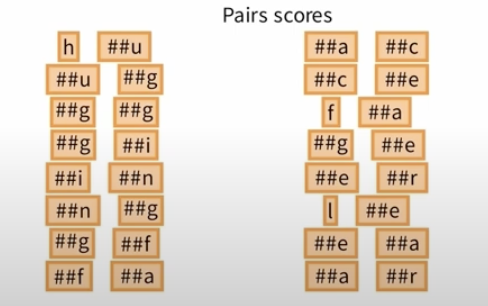 Pairs scores
h ##u
##u ##g
##g ##g
##g ##i
##i ##n
##n ##g
##g ##f
##f ##a
##a ##c
##c ##e
f ##a
##g ##e
##e ##r
l ##e
##e ##a
##a ##r